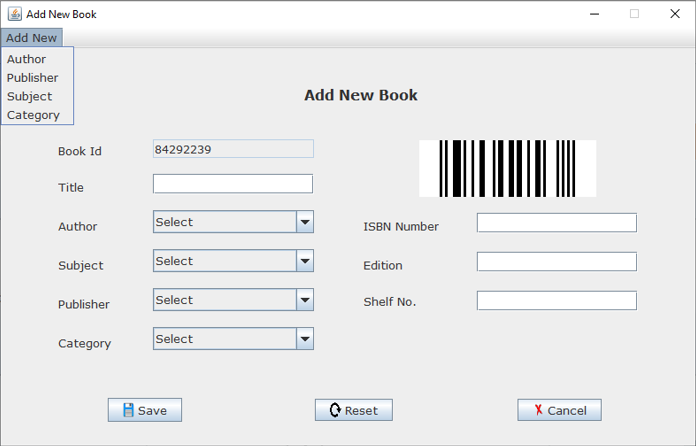 Add New Book
Add New
Author
Publisher
Subject
Category
Add New Book
Book Id 84292239
Title
Author Select ISBN Number
Subject Select Edition
Publisher Select Shelf No.
Category Select
Save Reset Cancel